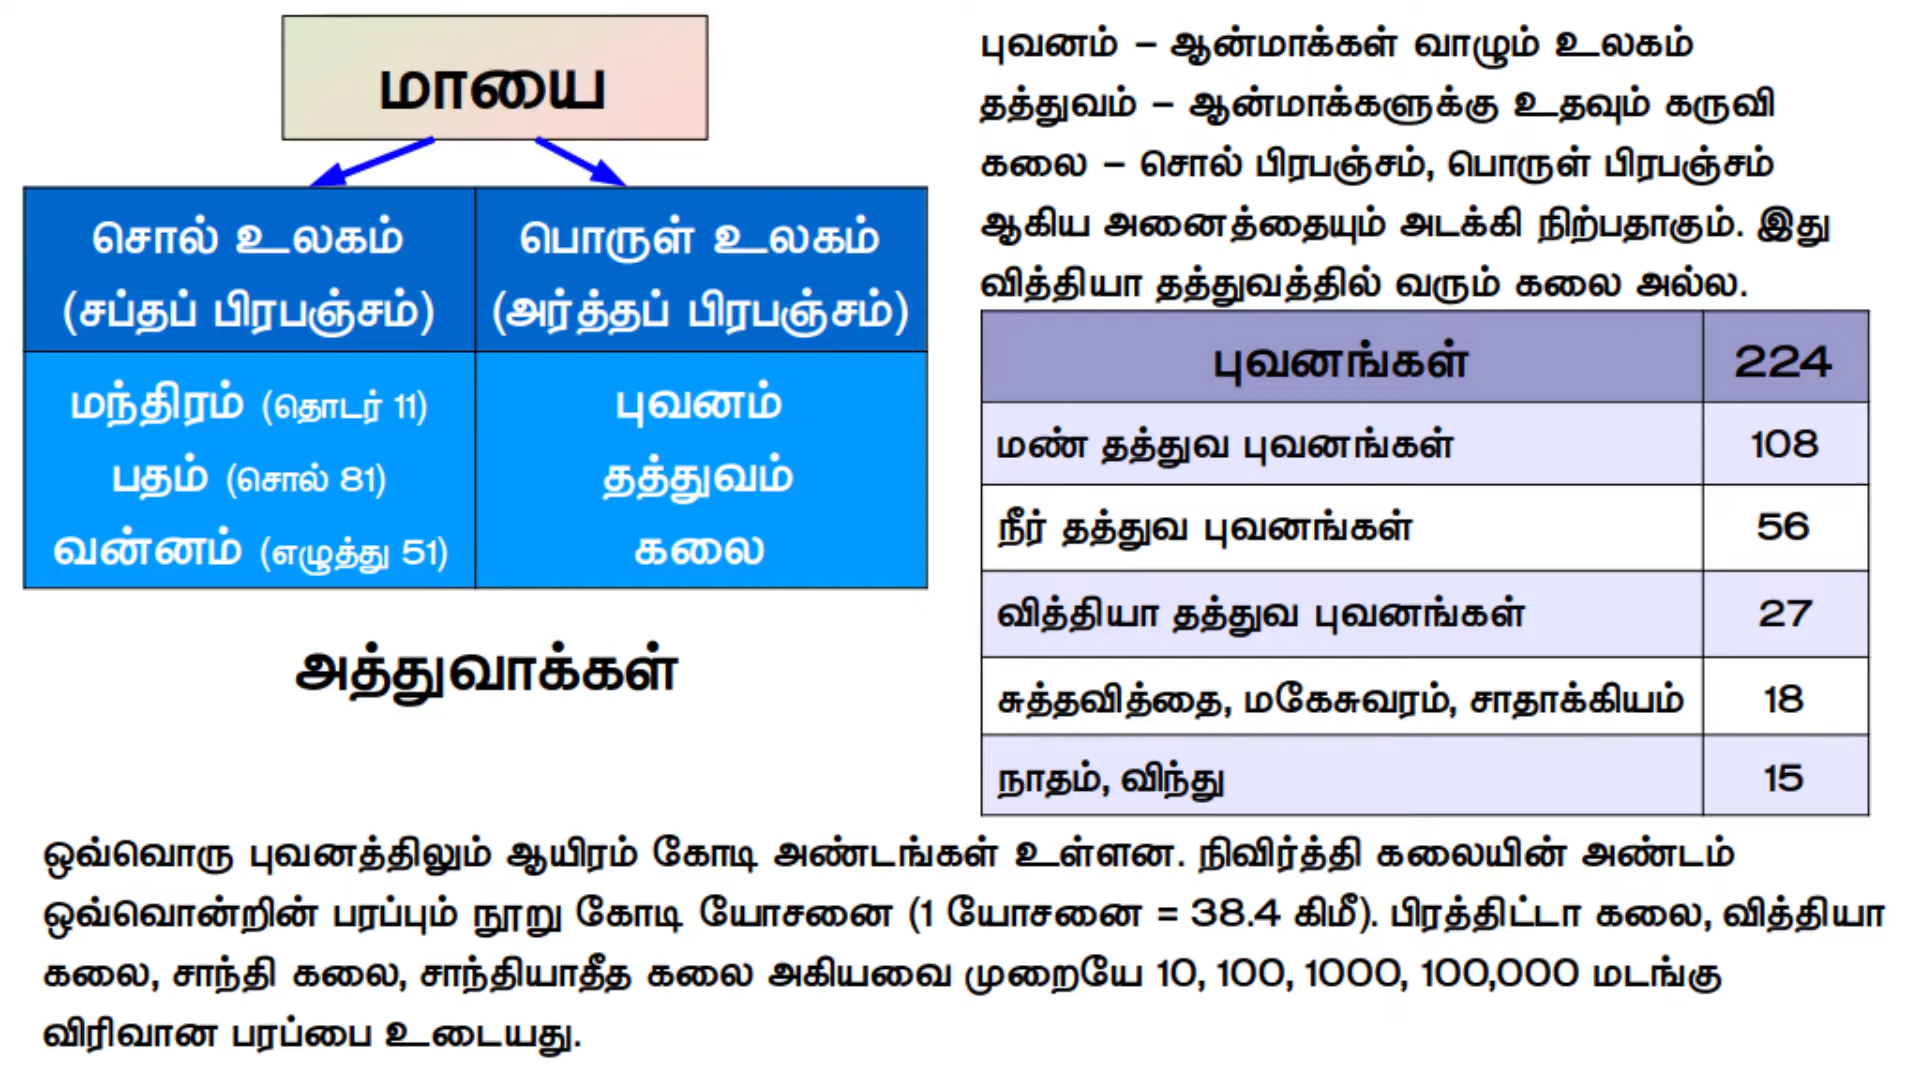 மாயை
சொல் உலகம்
(சப்தப் பிரபஞ்சம்)
பொருள் உலகம்
(அர்த்தப் பிரபஞ்சம்)
மந்திரம் (தொடர் 11)
பதம் (சொல் 81)
வன்னம் (எழுத்து 51)
புவனம்
தத்துவம்
கலை
அத்துவாக்கள்
புவனம் – ஆன்மாக்கள் வாழும் உலகம்
தத்துவம் – ஆன்மாக்களுக்கு உதவும் கருவி
கலை – சொல் பிரபஞ்சம், பொருள் பிரபஞ்சம்
ஆகிய அனைத்தையும் அடக்கி நிற்பதாகும். இது
வித்தியா தத்துவத்தில் வரும் கலை அல்ல.
புவனங்கள் 224
மண் தத்துவ புவனங்கள் 108
நீர் தத்துவ புவனங்கள் 56
வித்தியா தத்துவ புவனங்கள் 27
சுத்தவித்தை, மகேசுவரம், சாதாக்கியம் 18
நாதம், விந்து 15
ஒவ்வொரு புவனத்திலும் ஆயிரம் கோடி அண்டங்கள் உள்ளன. நிவிர்த்தி கலையின் அண்டம்
ஒவ்வொன்றின் பரப்பும் நூறு கோடி யோசனை (1 யோசனை = 38.4 கிமீ). பிரத்திட்டா கலை, வித்தியா
கலை, சாந்தி கலை, சாந்தியாதீத கலை அகியவை முறையே 10, 100, 1000, 100,000 மடங்கு
விரிவான பரப்பை உடையது.